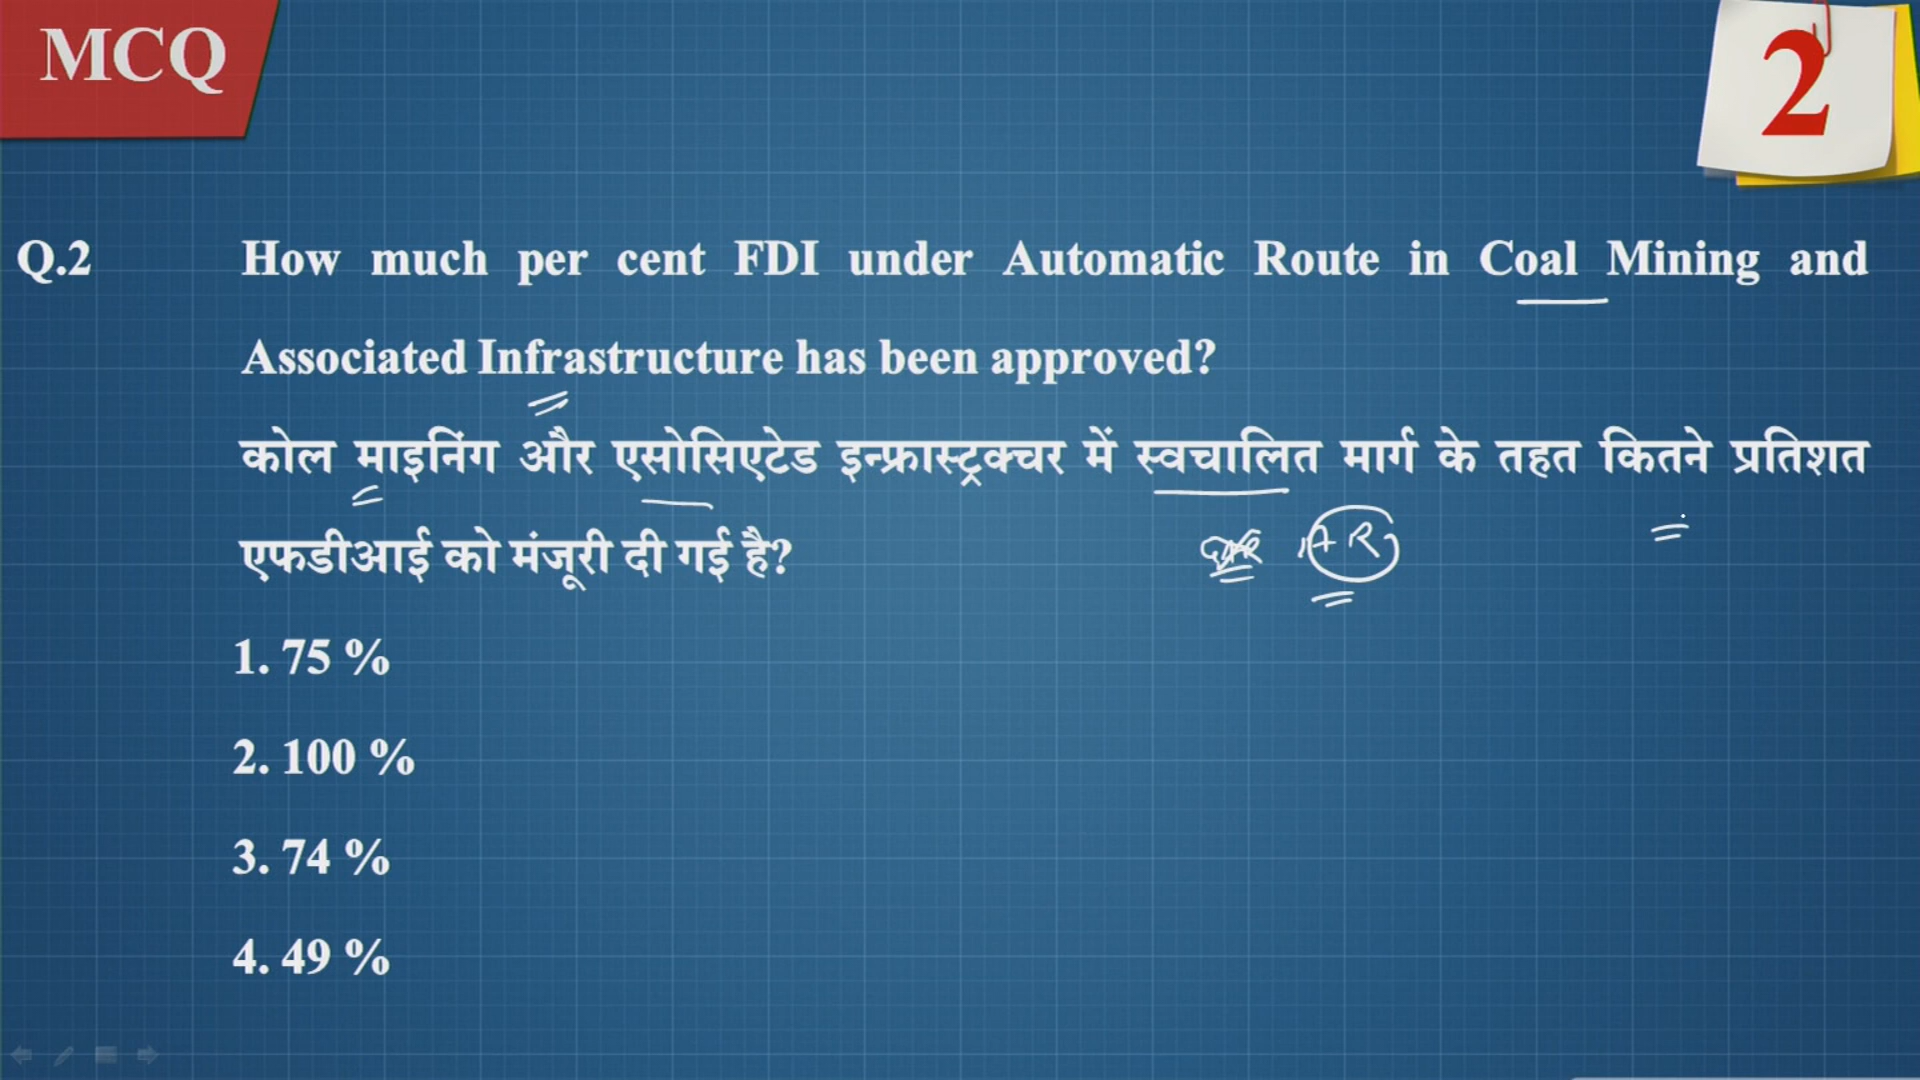 MCQ
2
Q.2 How much per cent FDI under Automatic Route in Coal Mining and
Associated Infrastructure has been approved?
कोल माइनिंग और एसोसिएटेड इन्फ्रास्ट्रक्चर में स्वचालित मार्ग के तहत कितने प्रतिशत
एफडीआई को मंजूरी दी गई है?
AR
1. 75 %
2. 100 %
3. 74 %
4. 49 %